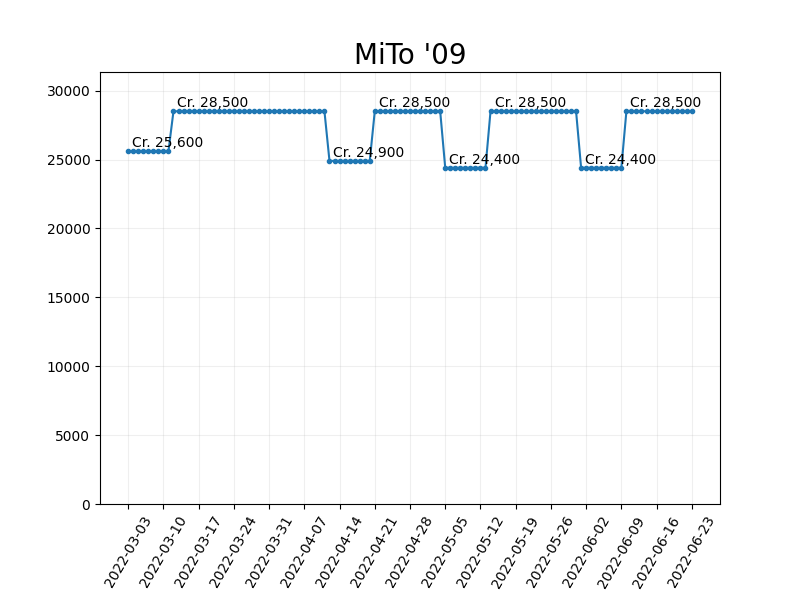 MiTo '09
30000
25000
20000
15000
10000
5000
0
Cr. 25,600
Cr. 28,500
Cr. 24,900
Cr. 28,500
Cr. 24,400
Cr. 28,500
Cr. 24,400
Cr. 28,500
2022-03-03
2022-03-10
2022-03-17
2022-03-24
2022-03-31
2022-04-07
2022-04-14
2022-04-21
2022-04-28
2022-05-05
2022-05-12
2022-05-19
2022-05-26
2022-06-02
2022-06-09
2022-06-16
2022-06-23